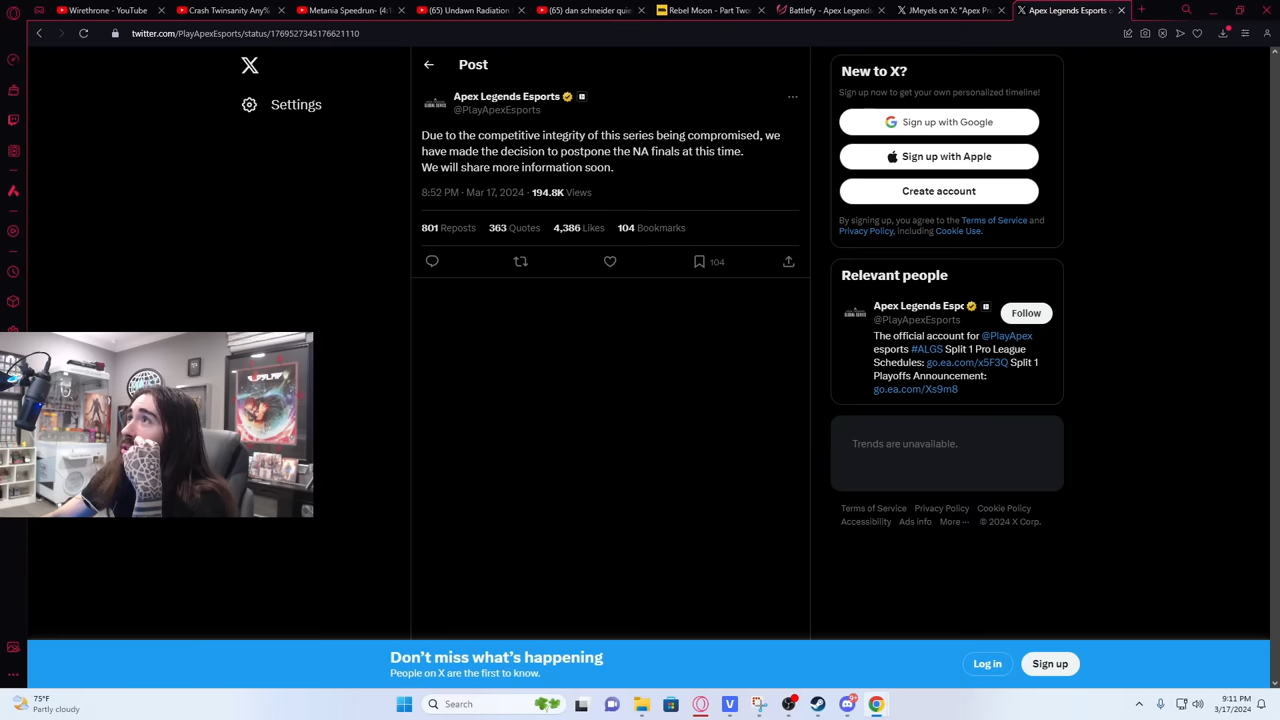 Wirethrone - YouTube
Crash Twinsanity Any%
Metania Speedrun- (4:1
(65) Undawn Radiation
(65) dan schneider quie
Rebel Moon - Part Two
Battlefy - Apex Legends
JMeyels on X: "Apex Pro
Apex Legends Esports o
twitter.com/PlayApexEsports/status/1769527345176621110
Settings
Post
Apex Legends Esports
@PlayApexEsports
Due to the competitive integrity of this series being compromised, we
have made the decision to postpone the NA finals at this time.
We will share more information soon.
8:52 PM · Mar 17, 2024 · 194.8K Views
801 Reposts 363 Quotes 4,386 Likes 104 Bookmarks
104
New to X?
Sign up now to get your own personalized timeline!
Sign up with Google
Sign up with Apple
Create account
By signing up, you agree to the Terms of Service and
Privacy Policy, including Cookie Use.
Relevant people
Apex Legends Espo
@PlayApexEsports
Follow
The official account for @PlayApex
esports #ALGS Split 1 Pro League
Schedules: go.ea.com/x5F3Q Split 1
Playoffs Announcement:
go.ea.com/Xs9m8
Trends are unavailable.
Terms of Service Privacy Policy Cookie Policy
Accessibility Ads info More ··· © 2024 X Corp.
Don't miss what's happening
People on X are the first to know.
Log in
Sign up
75°F
Partly cloudy
Search
9:11 PM
3/17/2024